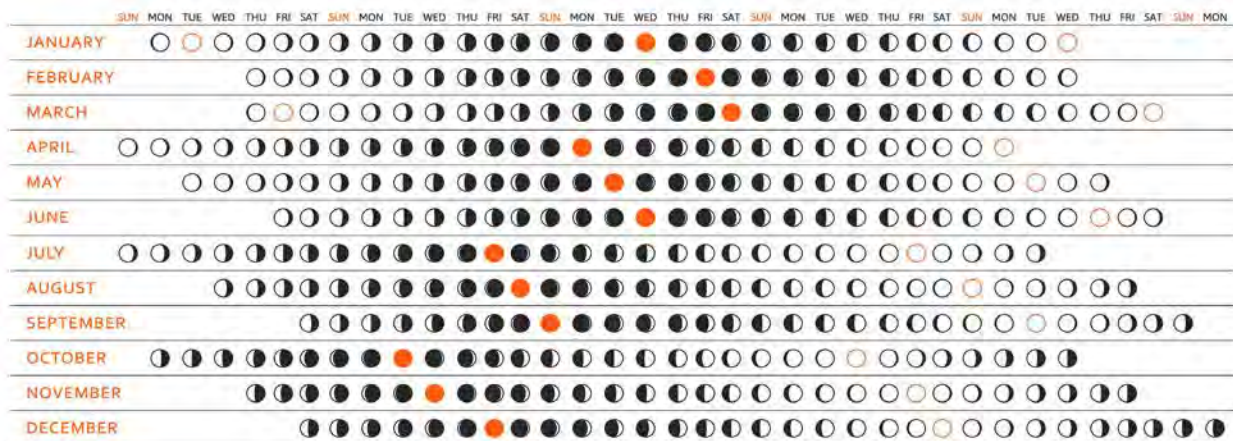 SUN MON TUE WED THU FRI SAT SUN MON TUE WED THU FRI SAT SUN MON TUE WED THU FRI SAT SUN MON TUE WED THU FRI SAT SUN MON TUE WED THU FRI SAT SUN MON
JANUARY
FEBRUARY
MARCH
APRIL
MAY
JUNE
JULY
AUGUST
SEPTEMBER
OCTOBER
NOVEMBER
DECEMBER